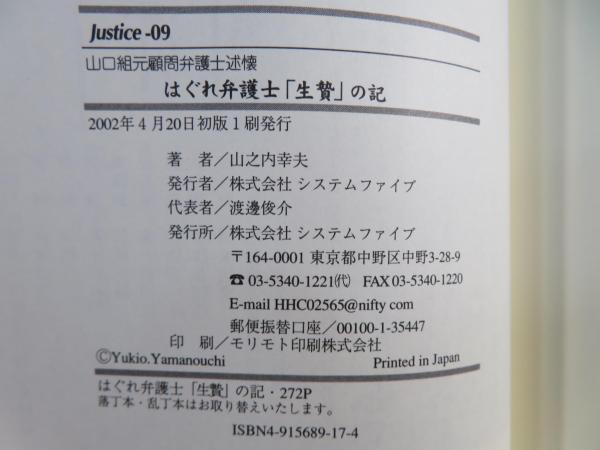 Justice -09
山口組元顧問弁護士述懐
はぐれ弁護士「生贄」の記
2002年4月20日初版1刷発行
著 者／山之内幸夫
発行者／株式会社 システムファイブ
代表者／渡邊俊介
発行所／株式会社 システムファイブ
〒164-0001 東京都中野区中野3-28-9
☎ 03-5340-1221㈹ FAX03-5340-1220
E-mail HHC02565@nifty com
郵便振替口座／00100-1-35447
印 刷／モリモト印刷株式会社
©Yukio.Yamanouchi Printed in Japan
はぐれ弁護士「生贄」の記・272P
落丁本・乱丁本はお取り替えいたします。
ISBN4-915689-17-4